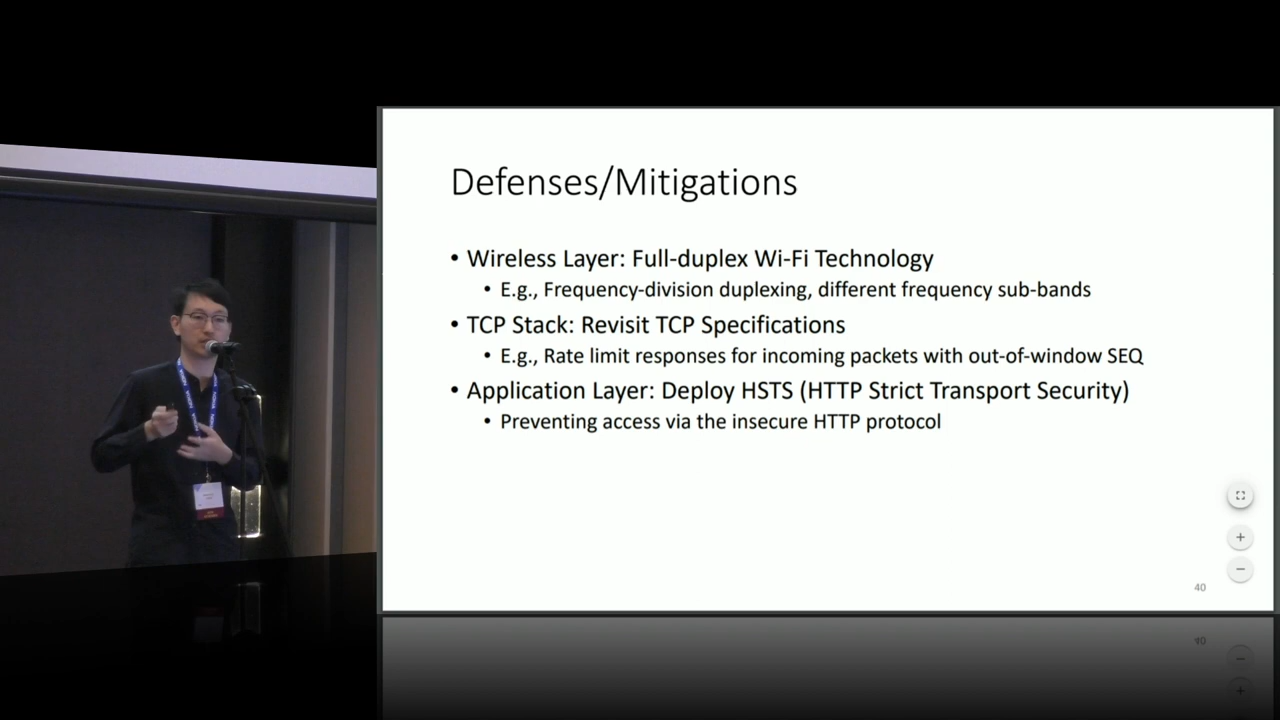 Defenses/Mitigations
• Wireless Layer: Full-duplex Wi-Fi Technology
• E.g., Frequency-division duplexing, different frequency sub-bands
• TCP Stack: Revisit TCP Specifications
• E.g., Rate limit responses for incoming packets with out-of-window SEQ
• Application Layer: Deploy HSTS (HTTP Strict Transport Security)
• Preventing access via the insecure HTTP protocol
40